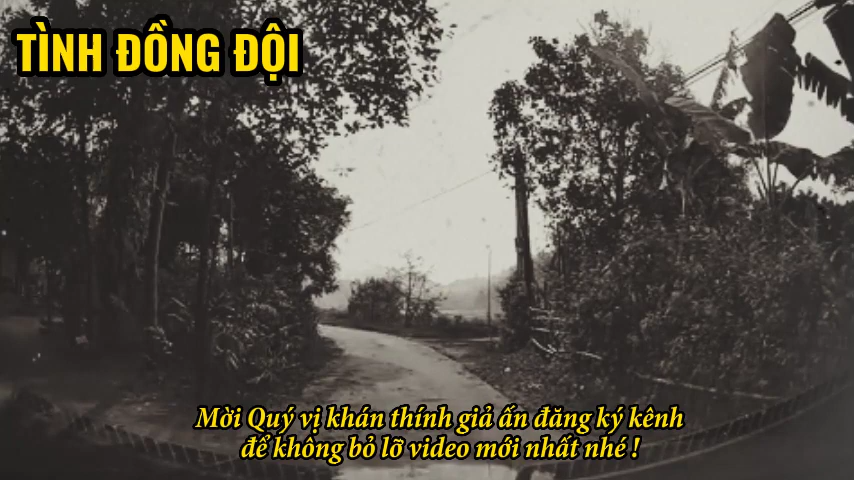 TÌNH ĐỒNG ĐỘI
Mời Quý vị khán thính giả ấn đăng ký kênh
để không bỏ lỡ video mới nhất nhé !